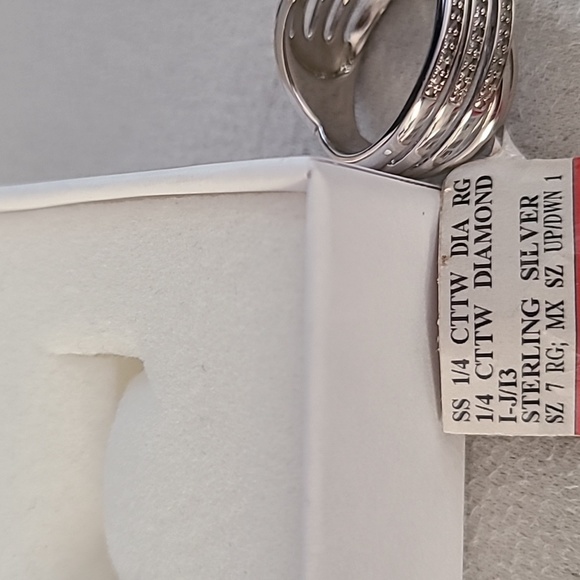 SS 1/4 CTTW DIA RG
1/4 CTTW DIAMOND
I-J/I3
STERLING SILVER
SZ 7 RG; MX SZ UP/DWN 1